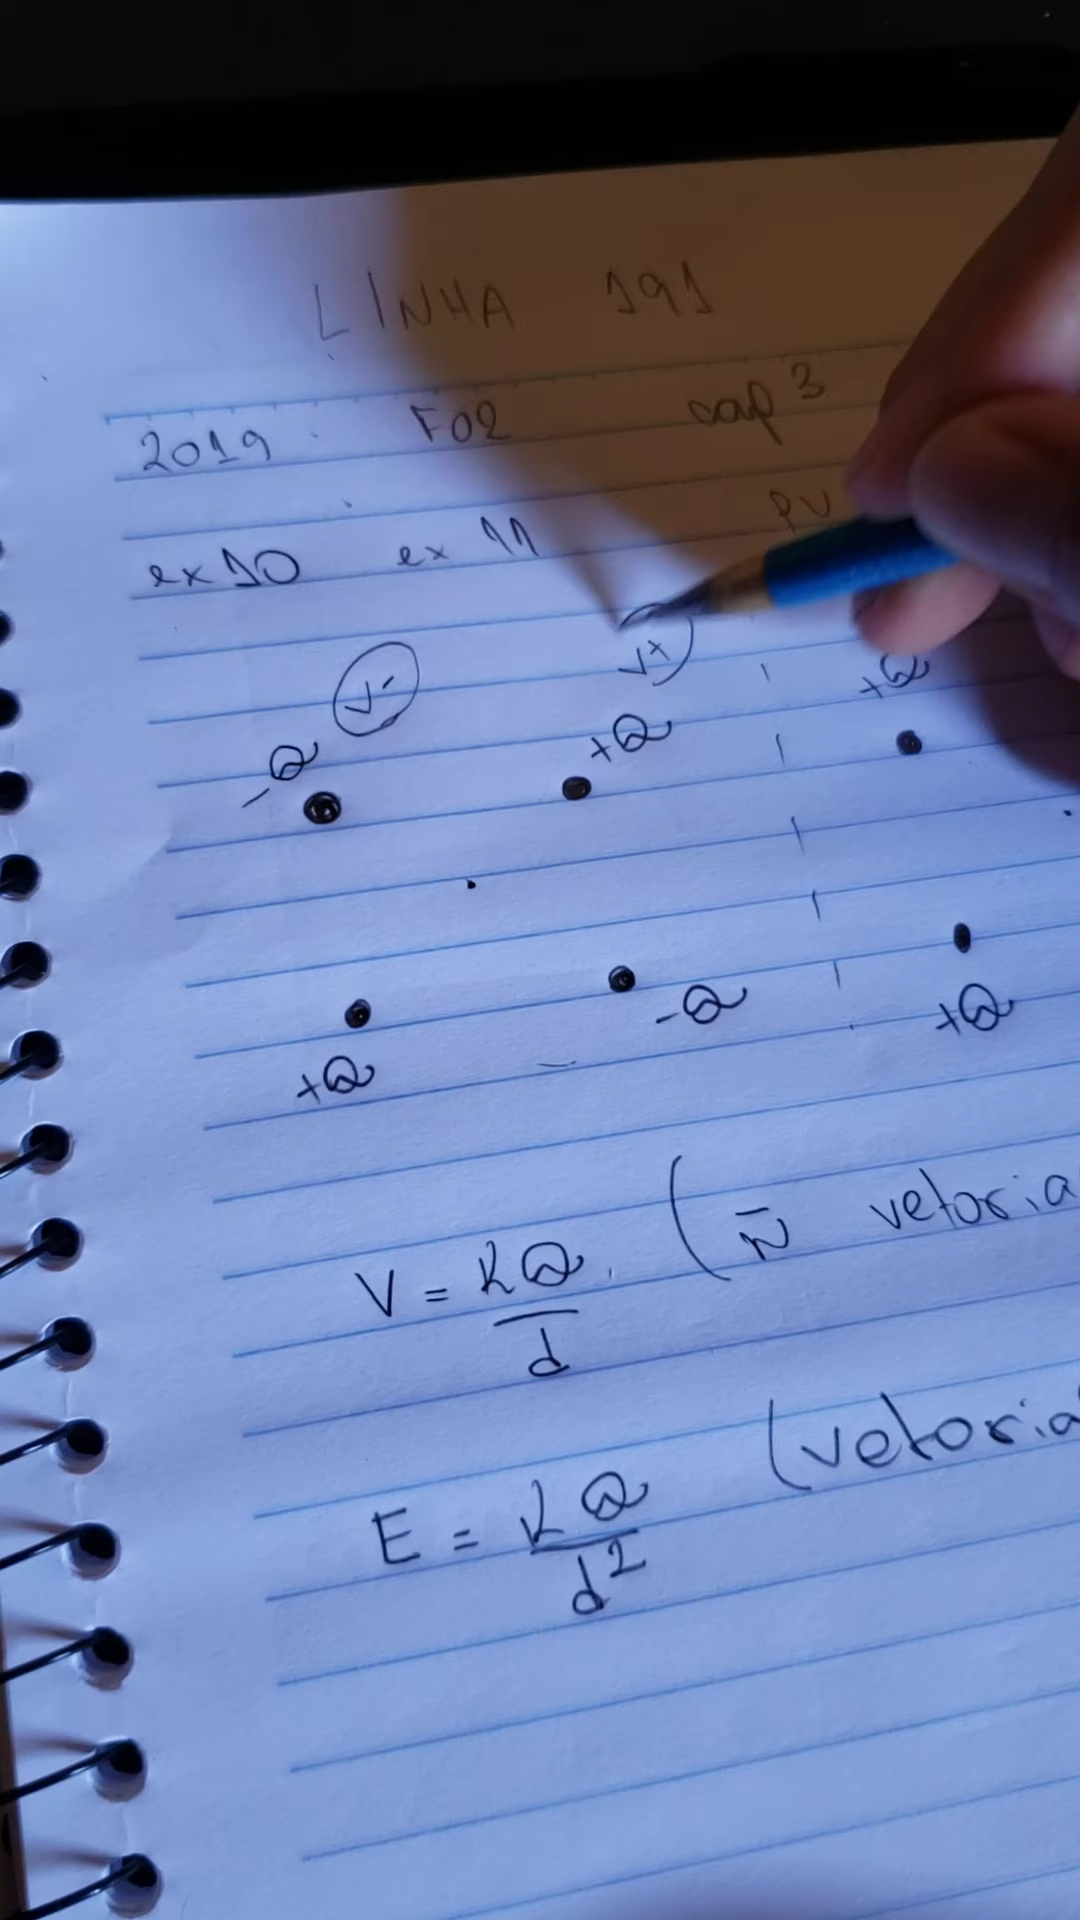 LINHA 191
2019 F02 cap 3
ex 10 ex 11 PV
V- V+
-Q +Q +Q
+Q -Q +Q
V = KQ/d (Ñ vetoria
E = KQ/d² (vetoria